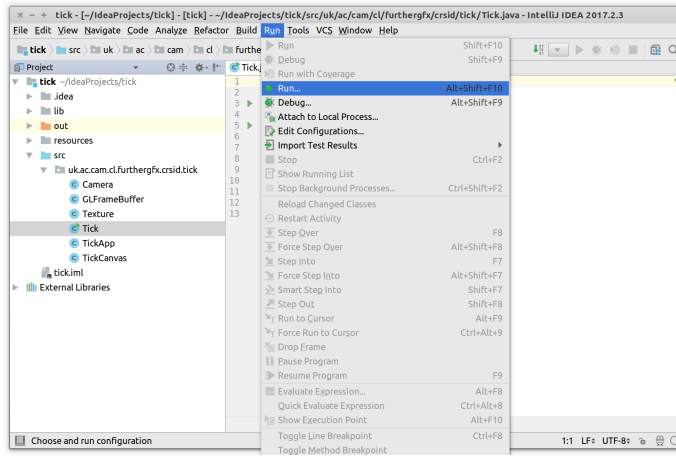 tick - [~/IdeaProjects/tick] - [tick] - ~/IdeaProjects/tick/src/uk/ac/cam/cl/furthergfx/crsid/tick/Tick.java - IntelliJ IDEA 2017.2.3
File Edit View Navigate Code Analyze Refactor Build Run Tools VCS Window Help
tick src uk ac cam cl furthe
Project
Tick.j
tick ~/IdeaProjects/tick
.idea
lib
out
resources
src
uk.ac.cam.cl.furthergfx.crsid.tick
Camera
GLFrameBuffer
Texture
Tick
TickApp
TickCanvas
tick.iml
External Libraries
1
2
3
4
5
6
7
8
9
10
11
12
13
Run Shift+F10
Debug Shift+F9
Run with Coverage
Run... Alt+Shift+F10
Debug... Alt+Shift+F9
Attach to Local Process...
Edit Configurations...
Import Test Results
Stop Ctrl+F2
Show Running List
Stop Background Processes... Ctrl+Shift+F2
Reload Changed Classes
Restart Activity
Step Over F8
Force Step Over Alt+Shift+F8
Step Into F7
Force Step Into Alt+Shift+F7
Smart Step Into Shift+F7
Step Out Shift+F8
Run to Cursor Alt+F9
Force Run to Cursor Ctrl+Alt+9
Drop Frame
Pause Program
Resume Program F9
Evaluate Expression... Alt+F8
Quick Evaluate Expression Ctrl+Alt+8
Show Execution Point Alt+F10
Toggle Line Breakpoint Ctrl+F8
Toggle Method Breakpoint
Choose and run configuration
1:1 LF÷ UTF-8÷